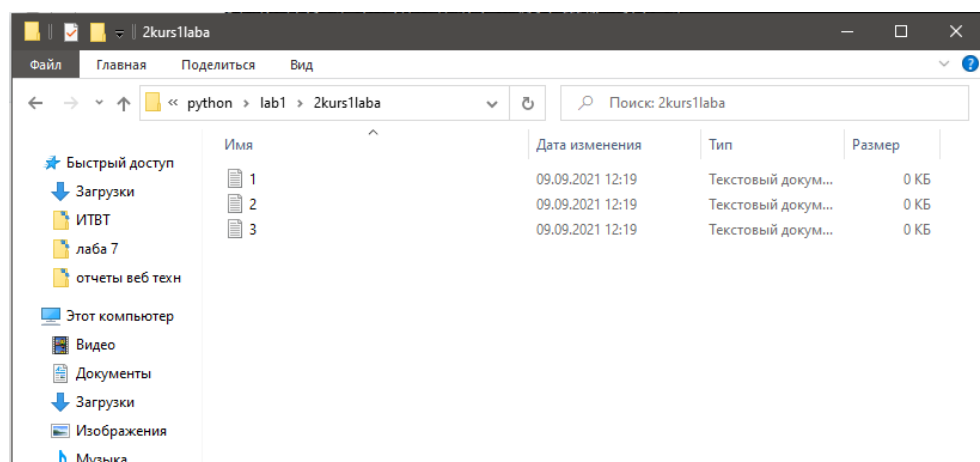 2kurs1laba
Файл Главная Поделиться Вид
« python › lab1 › 2kurs1laba Поиск: 2kurs1laba
Имя Дата изменения Тип Размер
Быстрый доступ
Загрузки
ИТВТ
лаба 7
отчеты веб техн
Этот компьютер
Видео
Документы
Загрузки
Изображения
Музыка
1 09.09.2021 12:19 Текстовый докум... 0 КБ
2 09.09.2021 12:19 Текстовый докум... 0 КБ
3 09.09.2021 12:19 Текстовый докум... 0 КБ